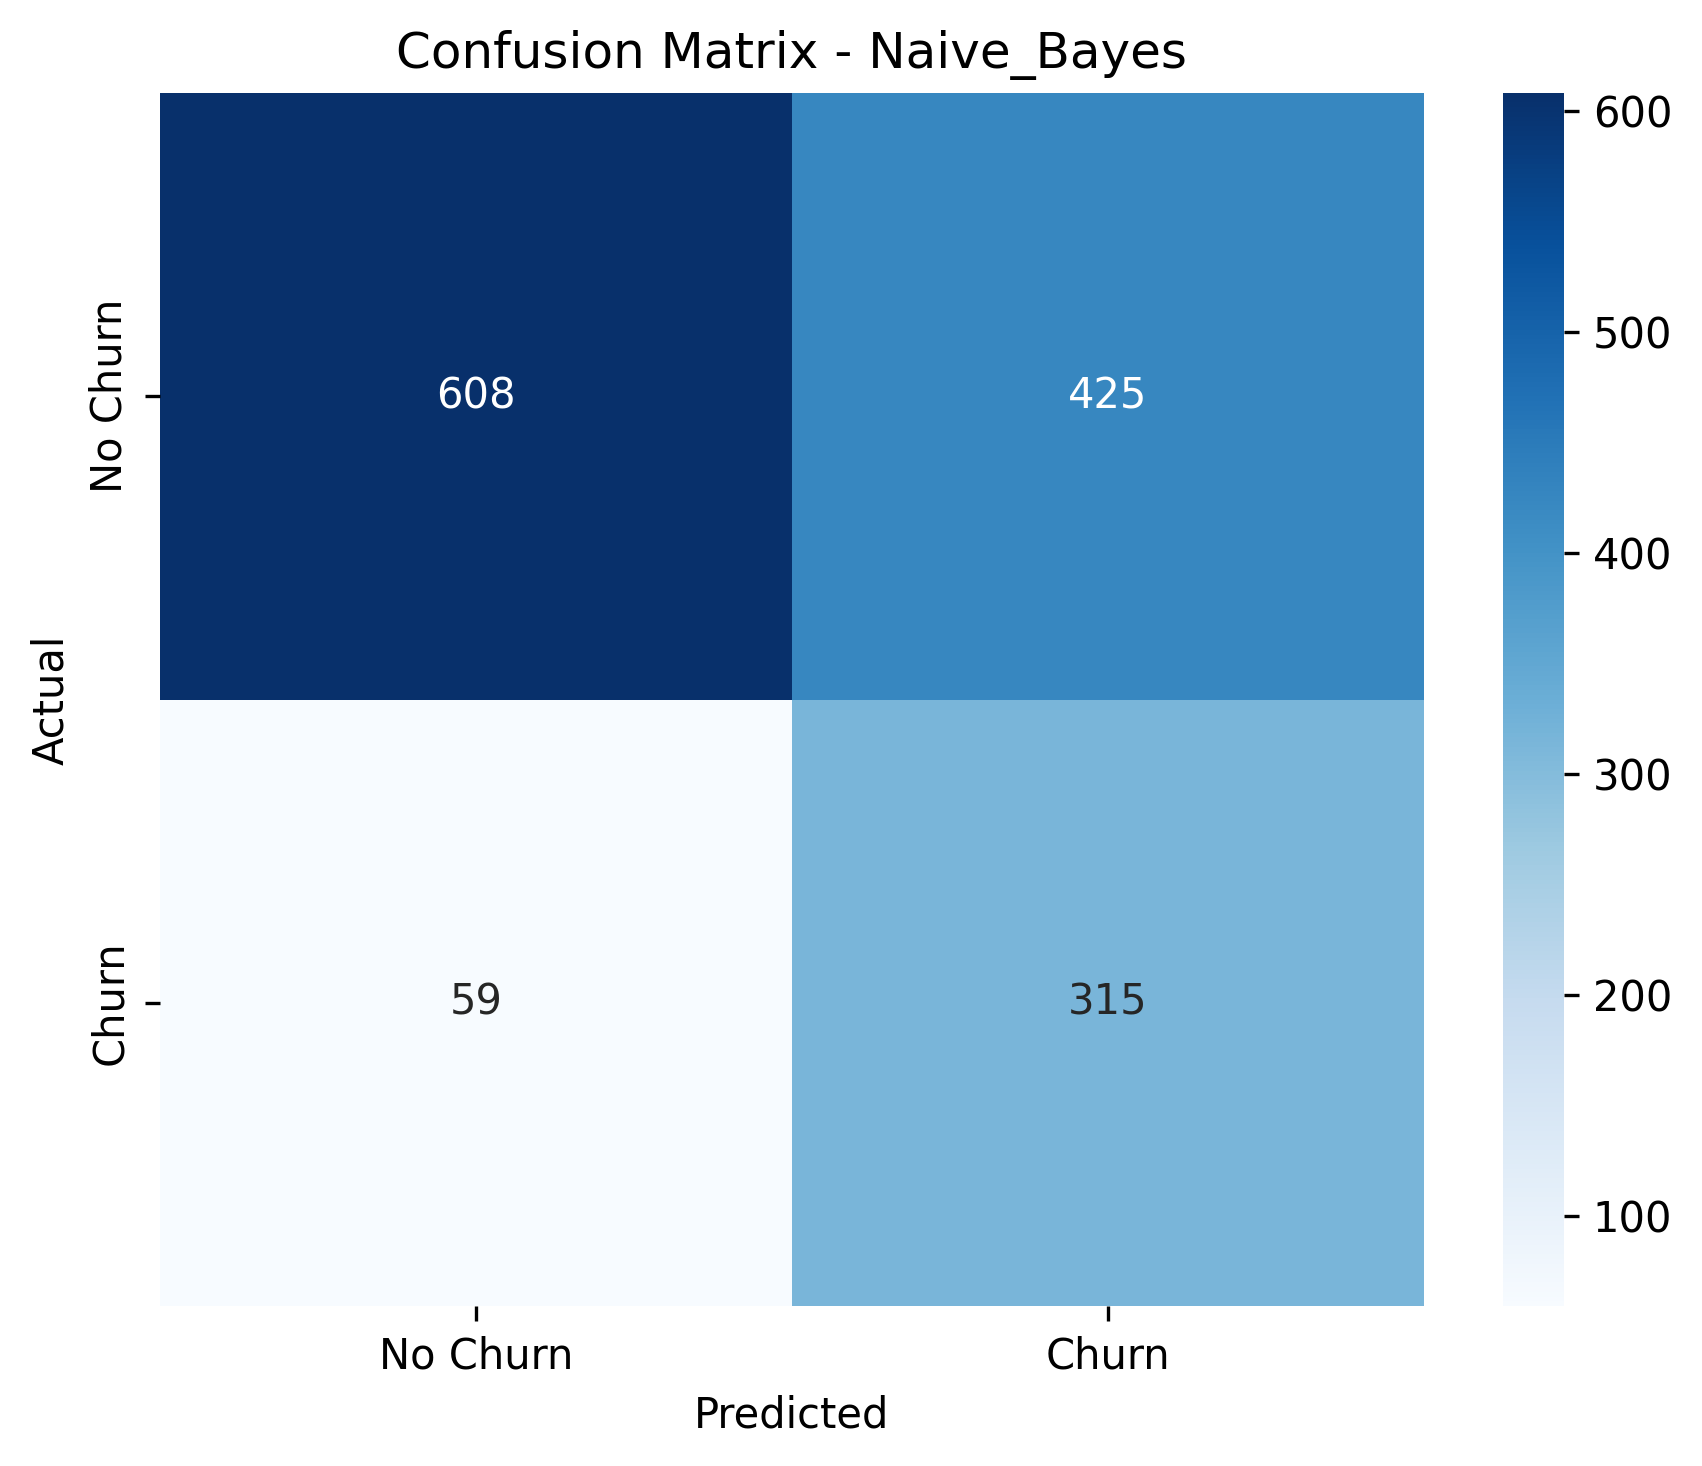 Confusion Matrix - Naive_Bayes
600
500
400
300
200
100
Actual
No Churn
Churn
608
425
59
315
No Churn
Churn
Predicted